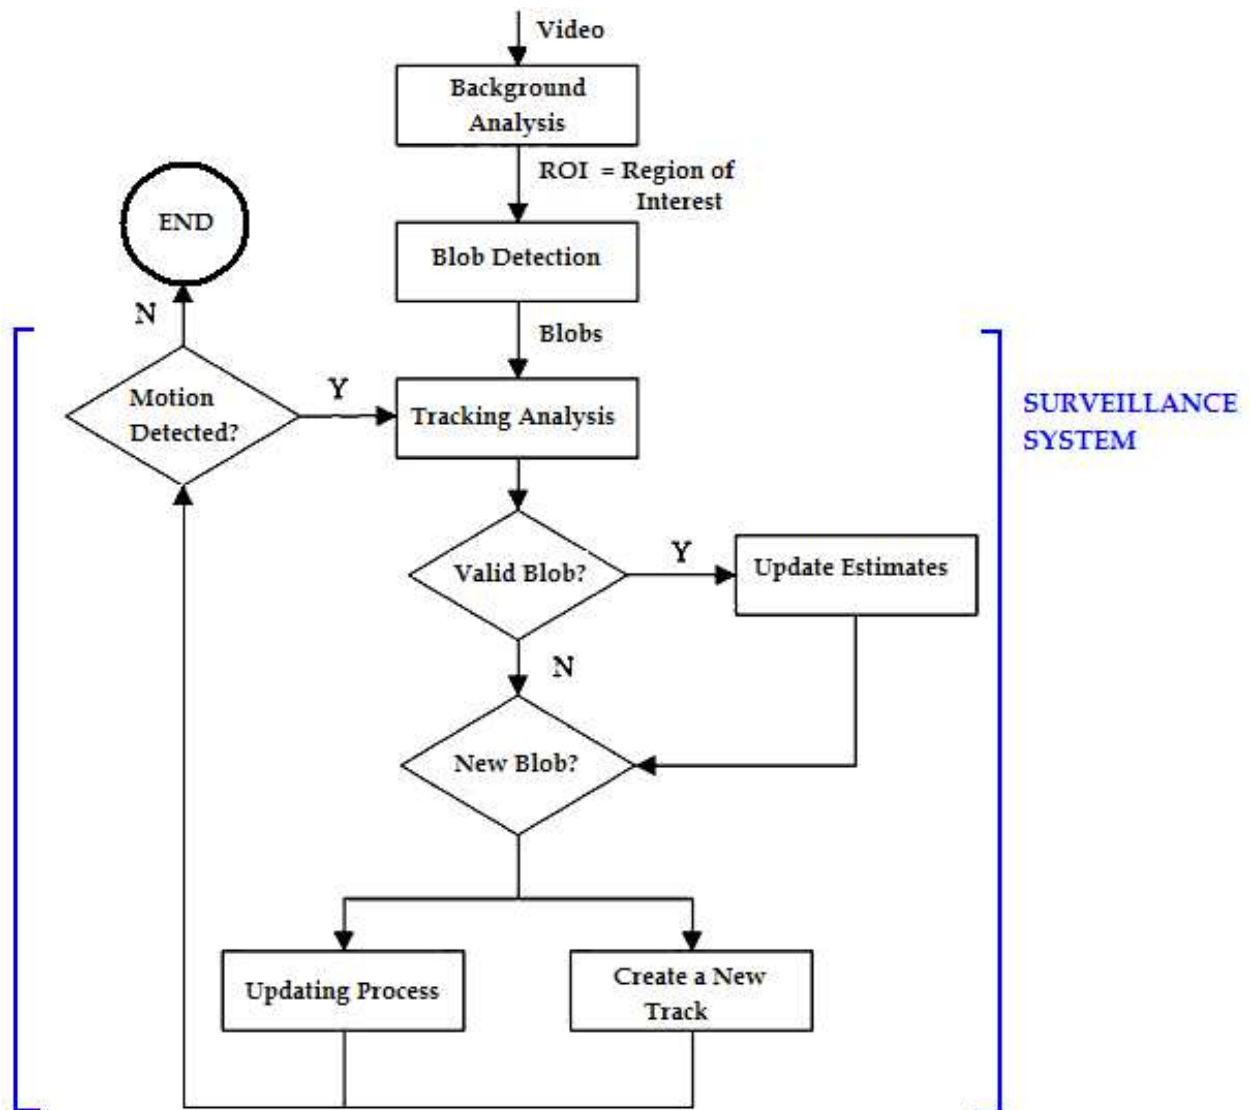 Video
Background
Analysis
ROI = Region of
Interest
END
Blob Detection
N
Blobs
Motion
Detected?
Y
Tracking Analysis
SURVEILLANCE
SYSTEM
Valid Blob?
Y
Update Estimates
N
New Blob?
Updating Process
Create a New
Track